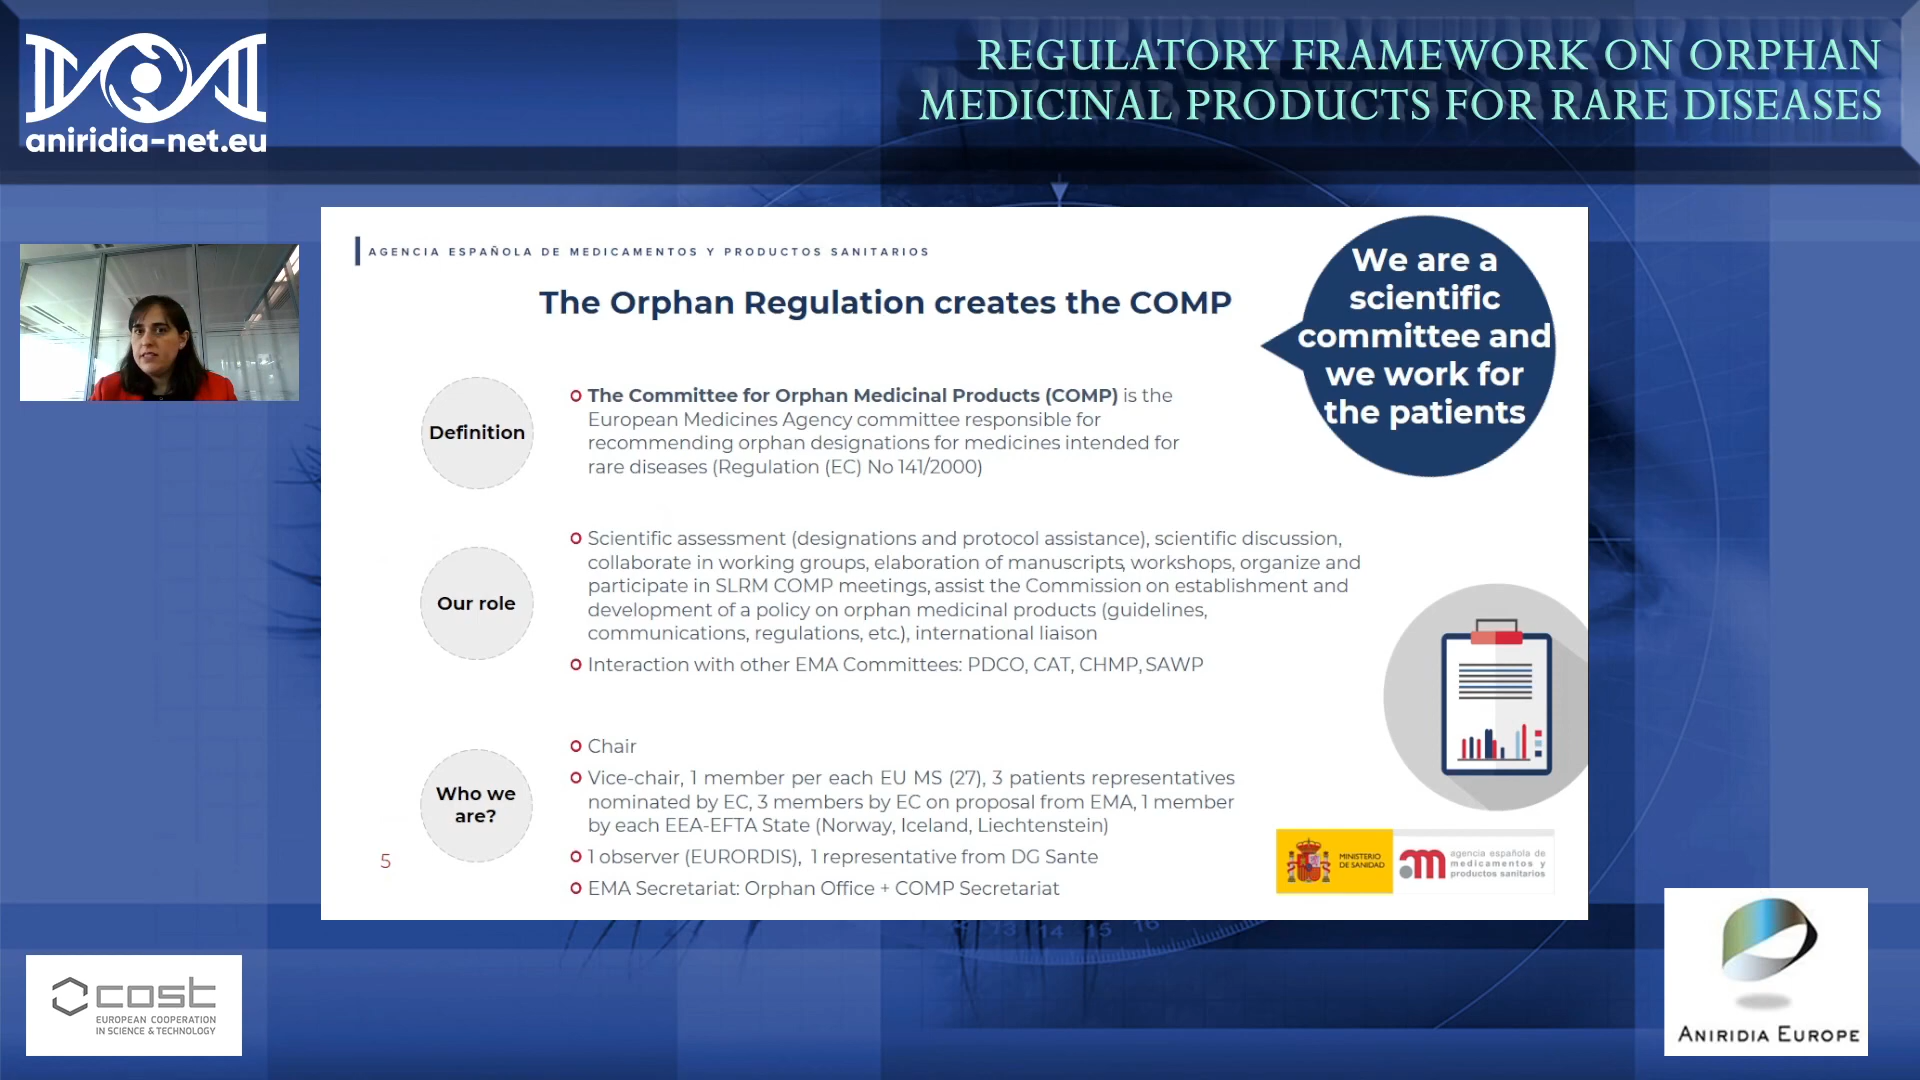 aniridia-net.eu
REGULATORY FRAMEWORK ON ORPHAN
MEDICINAL PRODUCTS FOR RARE DISEASES
AGENCIA ESPAÑOLA DE MEDICAMENTOS Y PRODUCTOS SANITARIOS
The Orphan Regulation creates the COMP
We are a
scientific
committee and
we work for
the patients
Definition
The Committee for Orphan Medicinal Products (COMP) is the
European Medicines Agency committee responsible for
recommending orphan designations for medicines intended for
rare diseases (Regulation (EC) No 141/2000)
Our role
Scientific assessment (designations and protocol assistance), scientific discussion,
collaborate in working groups, elaboration of manuscripts, workshops, organize and
participate in SLRM COMP meetings, assist the Commission on establishment and
development of a policy on orphan medicinal products (guidelines,
communications, regulations, etc.), international liaison
Interaction with other EMA Committees: PDCO, CAT, CHMP, SAWP
Who we
are?
Chair
Vice-chair, 1 member per each EU MS (27), 3 patients representatives
nominated by EC, 3 members by EC on proposal from EMA, 1 member
by each EEA-EFTA State (Norway, Iceland, Liechtenstein)
1 observer (EURORDIS), 1 representative from DG Sante
EMA Secretariat: Orphan Office + COMP Secretariat
5
MINISTERIO
DE SANIDAD
am
agencia española de
medicamentos y
productos sanitarios
13 14 15 16
cost
EUROPEAN COOPERATION
IN SCIENCE & TECHNOLOGY
ANIRIDIA EUROPE